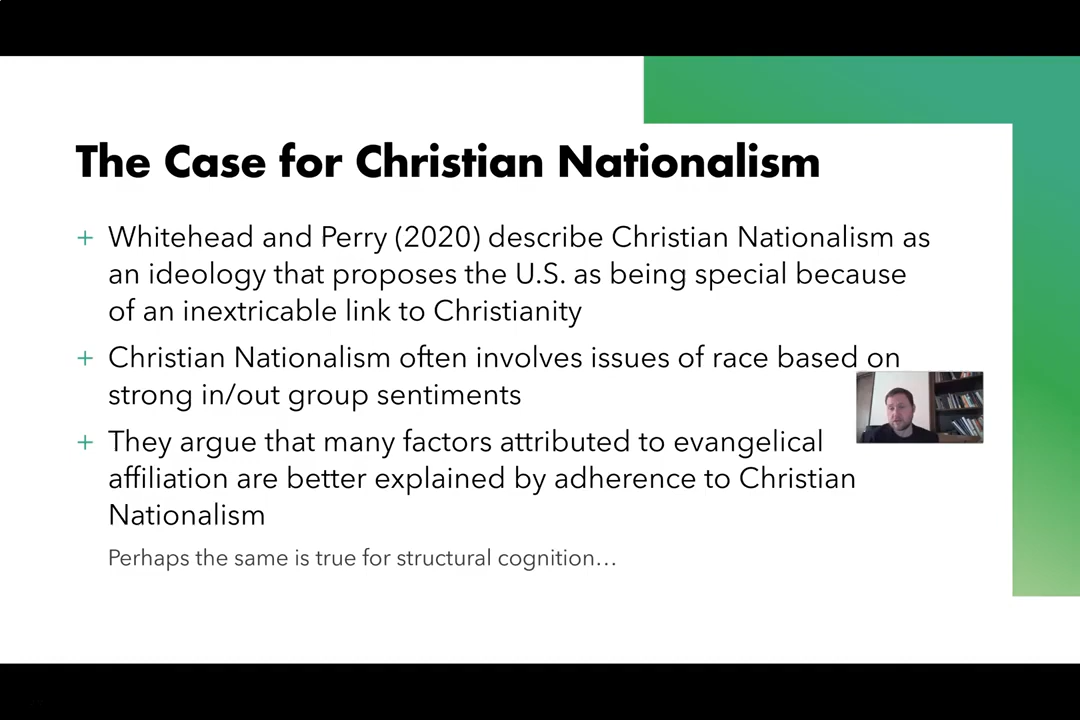 The Case for Christian Nationalism
+ Whitehead and Perry (2020) describe Christian Nationalism as
an ideology that proposes the U.S. as being special because
of an inextricable link to Christianity
+ Christian Nationalism often involves issues of race based on
strong in/out group sentiments
+ They argue that many factors attributed to evangelical
affiliation are better explained by adherence to Christian
Nationalism
Perhaps the same is true for structural cognition…